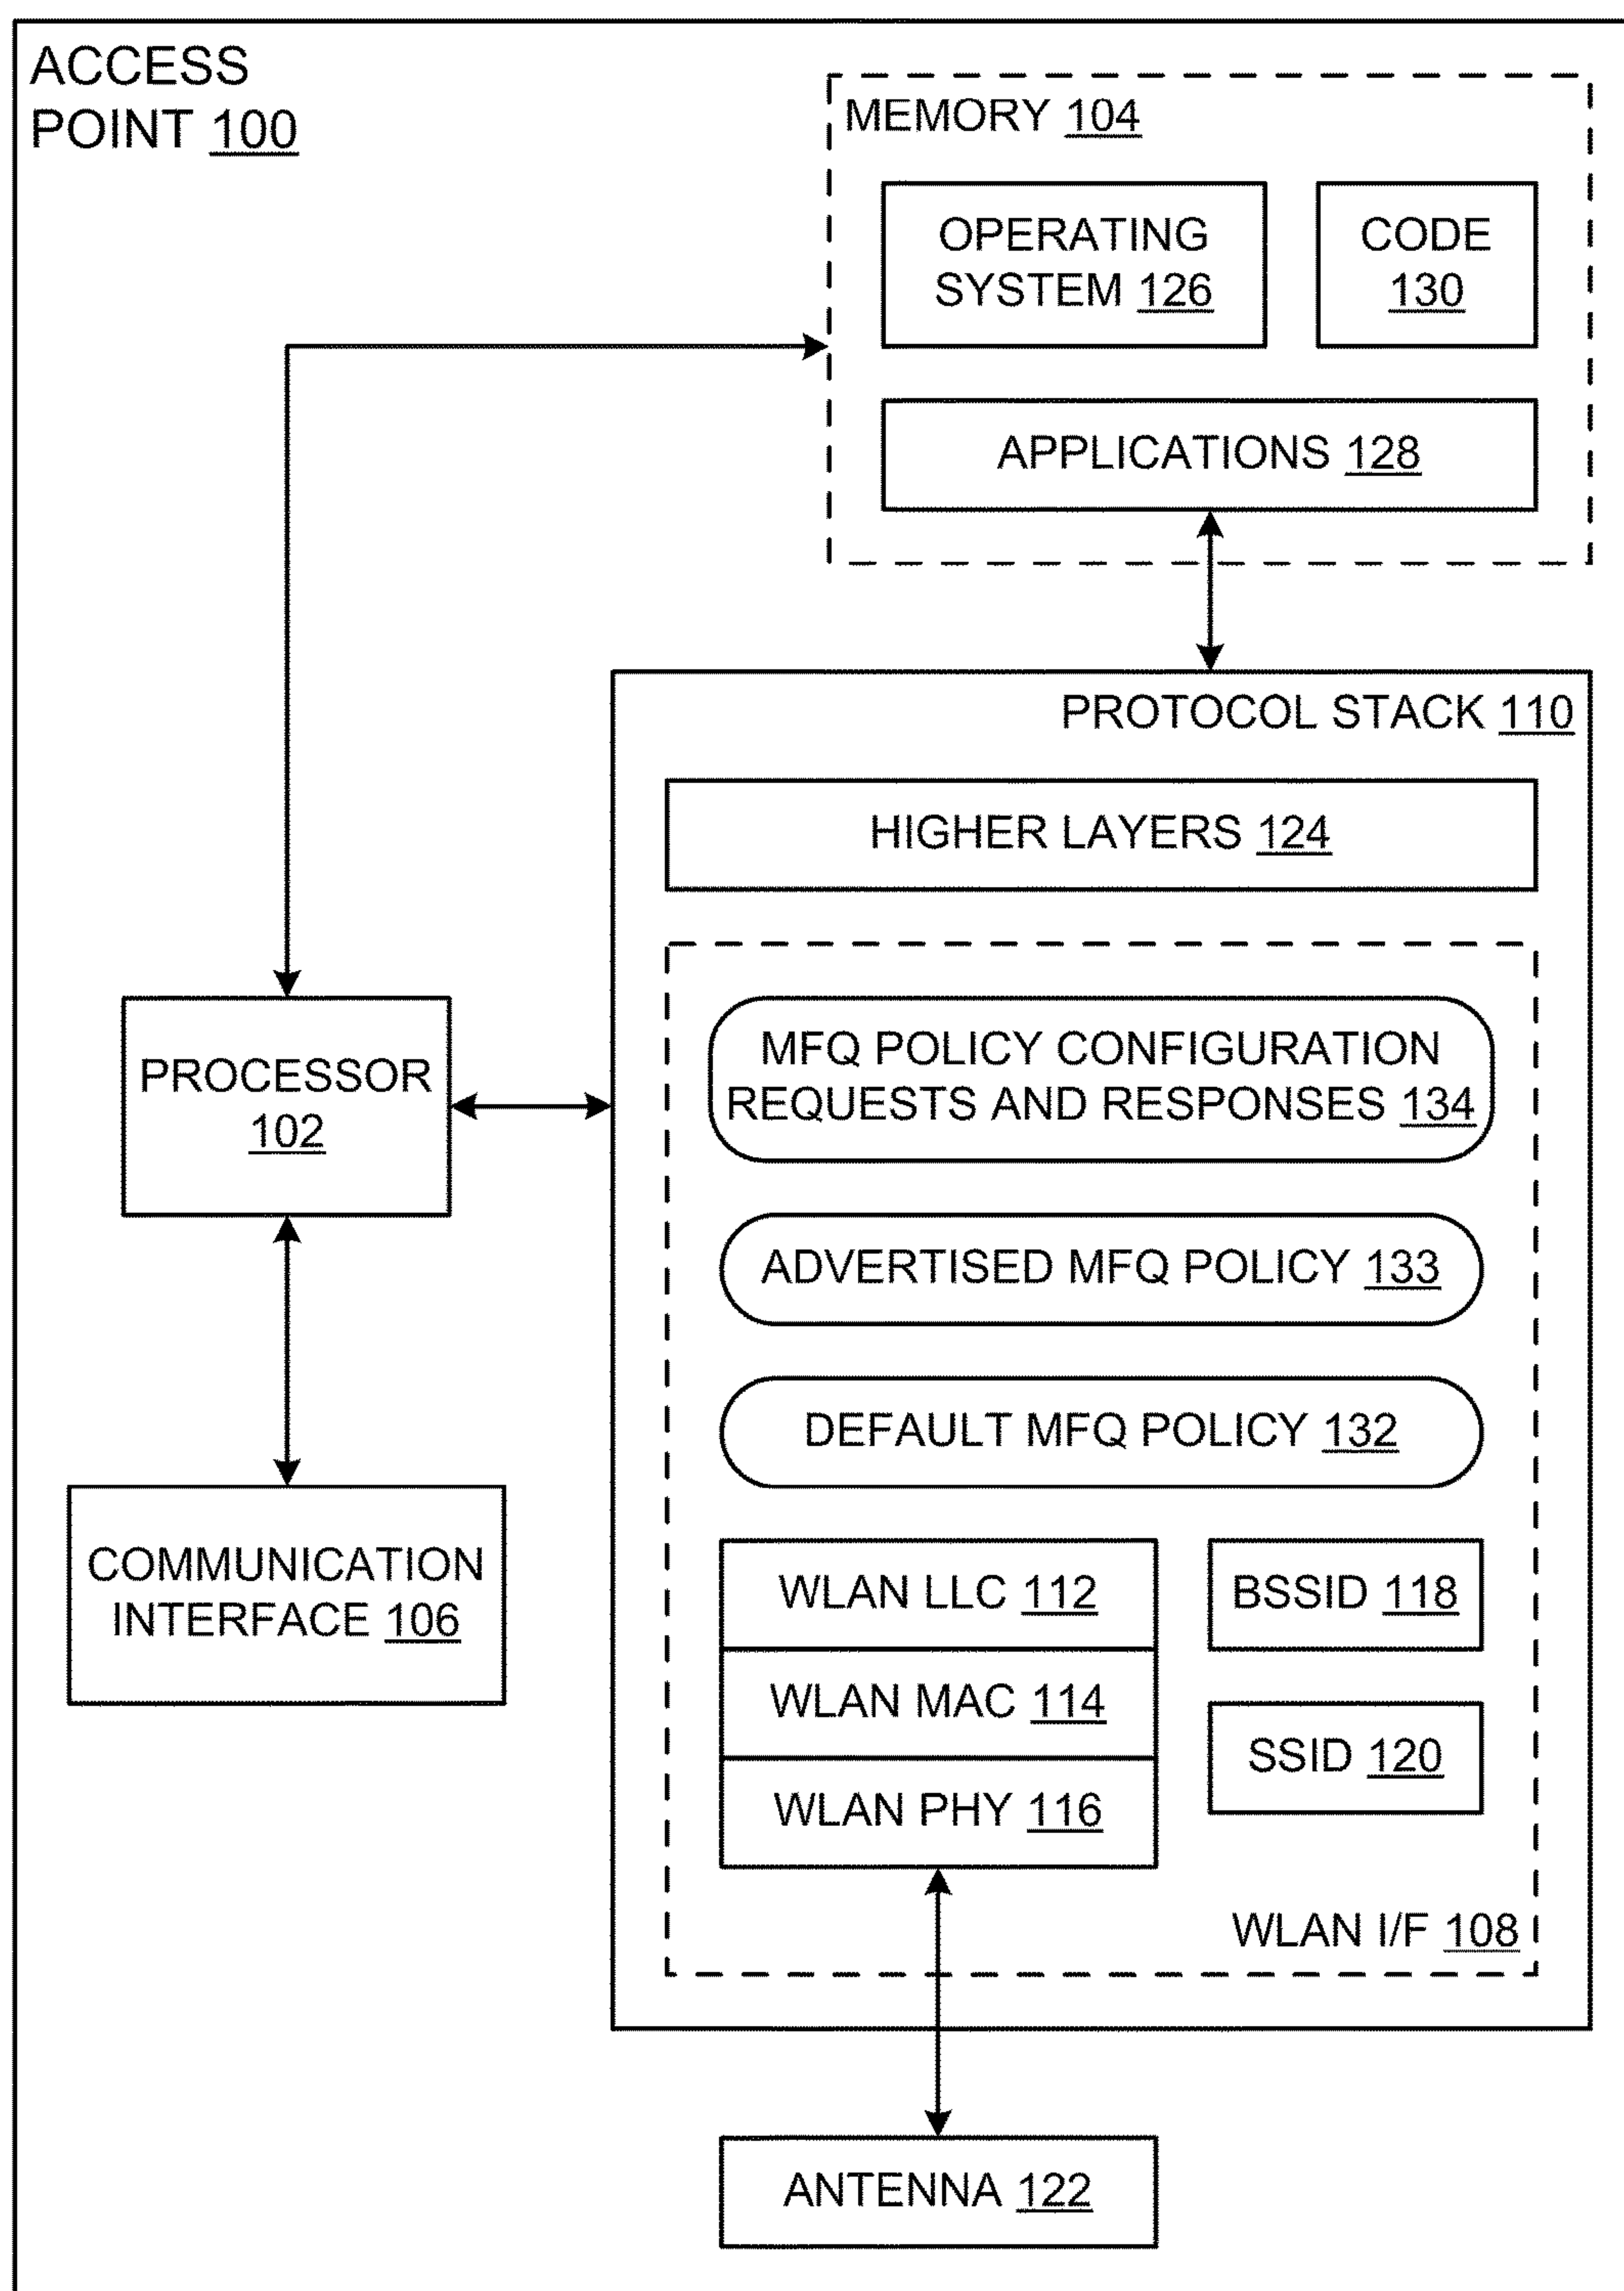 ACCESS
POINT 100
MEMORY 104
OPERATING
SYSTEM 126
CODE
130
APPLICATIONS 128
PROTOCOL STACK 110
HIGHER LAYERS 124
MFQ POLICY CONFIGURATION
REQUESTS AND RESPONSES 134
PROCESSOR
102
ADVERTISED MFQ POLICY 133
DEFAULT MFQ POLICY 132
COMMUNICATION
INTERFACE 106
WLAN LLC 112
WLAN MAC 114
WLAN PHY 116
BSSID 118
SSID 120
WLAN I/F 108
ANTENNA 122